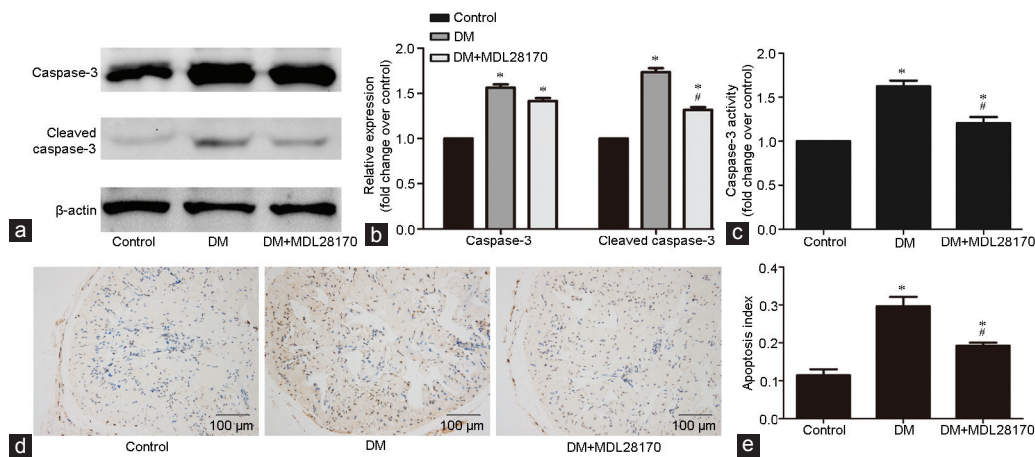 Caspase-3
Cleaved
caspase-3
β-actin
Control
DM
DM+MDL28170
a
Control
DM
DM+MDL28170
Relative expression
(fold change over control)
2.0
1.5
1.0
0.5
0.0
*
*
*
*
#
Caspase-3
Cleaved caspase-3
b
Caspase-3 activity
(fold change over control)
2.0
1.5
1.0
0.5
0.0
*
*
#
Control
DM
DM+MDL28170
c
100 µm
100 µm
100 µm
Control
DM
DM+MDL28170
d
Apoptosis index
0.4
0.3
0.2
0.1
0.0
*
*
#
Control
DM
DM+MDL28170
e